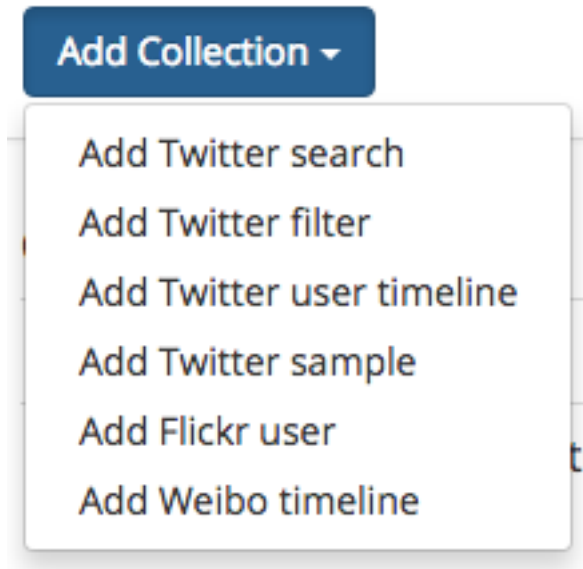 Add Collection
Add Twitter search
Add Twitter filter
Add Twitter user timeline
Add Twitter sample
Add Flickr user
Add Weibo timeline